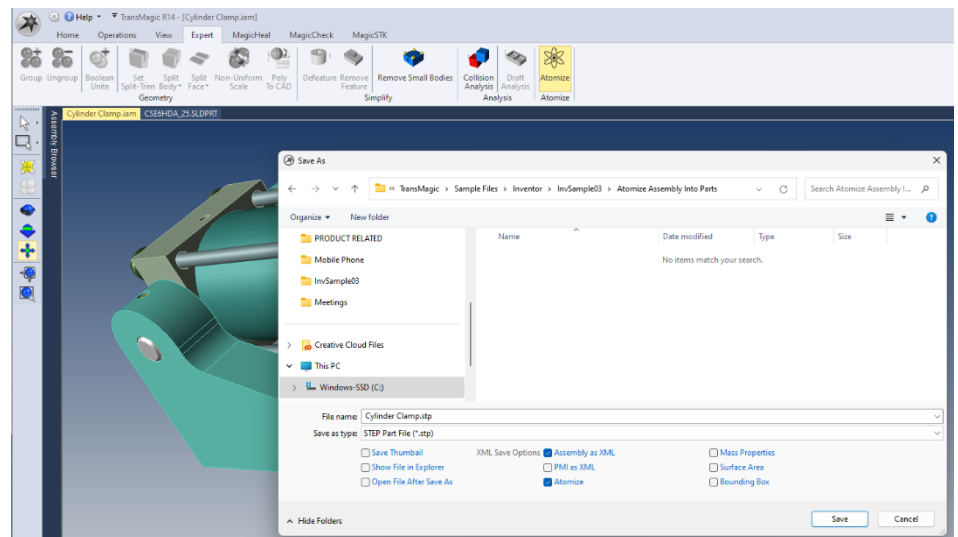 Help TransMagic R14 - [Cylinder Clamp.iam]
Home Operations View Expert MagicHeal MagicCheck MagicSTK
Group Ungroup Boolean Unite Set Split-Trim Split Body Split Face Non-Uniform Scale Poly To CAD Defeature Remove Feature Remove Small Bodies Collision Analysis Draft Analysis Atomize
Geometry Simplify Analysis Atomize
Cylinder Clamp.iam CSE6HDA_25.SLDPRT
Assembly Browser
Save As
« TransMagic › Sample Files › Inventor › InvSample03 › Atomize Assembly Into Parts Search Atomize Assembly I...
Organize New folder
PRODUCT RELATED Name Date modified Type Size
Mobile Phone No items match your search.
InvSample03
Meetings
Creative Cloud Files
This PC
Windows-SSD (C:)
File name: Cylinder Clamp.stp
Save as type: STEP Part File (*.stp)
Save Thumbail XML Save Options Assembly as XML Mass Properties
Show File in Explorer PMI as XML Surface Area
Open File After Save As Atomize Bounding Box
Hide Folders Save Cancel